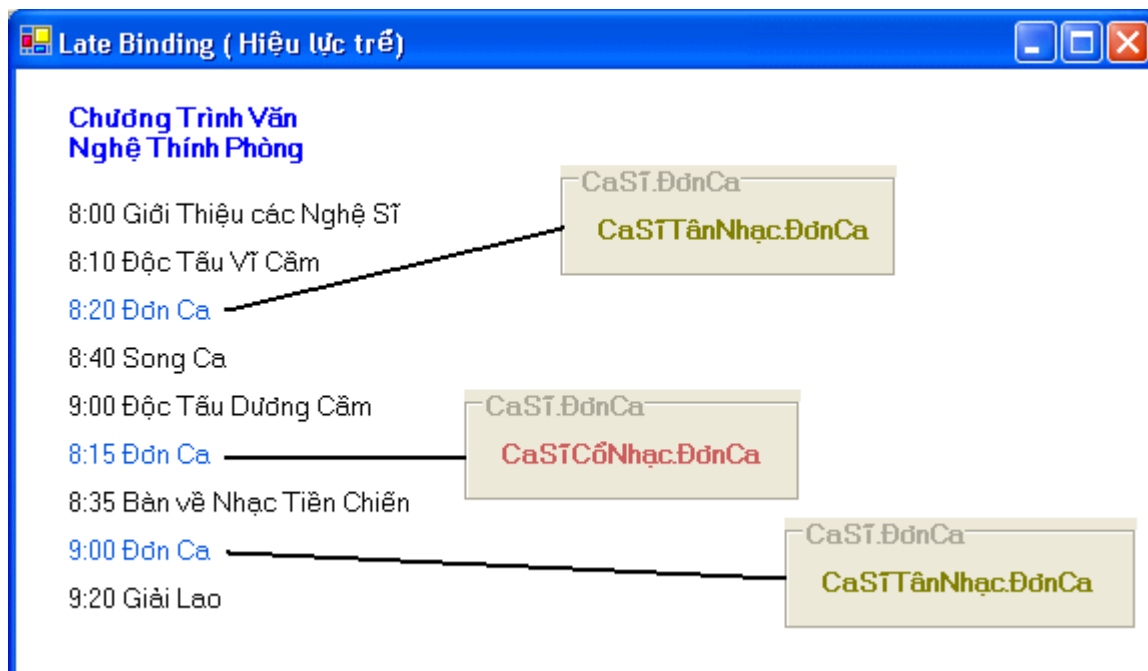 Late Binding ( Hiệu lực trể)
Chương Trình Văn
Nghệ Thính Phòng
8:00 Giới Thiệu các Nghệ Sĩ
8:10 Độc Tấu Vĩ Cầm
8:20 Đơn Ca
CaSĩ.ĐơnCa
CaSĩTânNhạc.ĐơnCa
8:40 Song Ca
9:00 Độc Tấu Dương Cầm
8:15 Đơn Ca
CaSĩ.ĐơnCa
CaSĩCổNhạc.ĐơnCa
8:35 Bàn về Nhạc Tiền Chiến
9:00 Đơn Ca
CaSĩ.ĐơnCa
CaSĩTânNhạc.ĐơnCa
9:20 Giải Lao